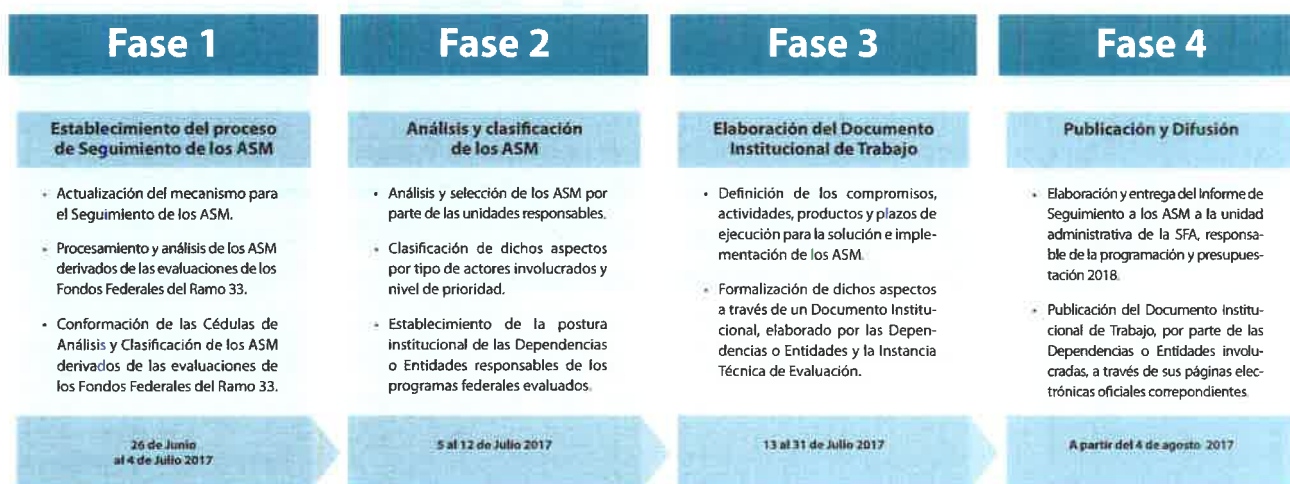 Fase 1
Establecimiento del proceso
de Seguimiento de los ASM
• Actualización del mecanismo para
el Seguimiento de los ASM.
• Procesamiento y análisis de los ASM
derivados de las evaluaciones de los
Fondos Federales del Ramo 33.
• Conformación de las Cédulas de
Análisis y Clasificación de los ASM
derivados de las evaluaciones de
los Fondos Federales del Ramo 33.
26 de Junio
al 4 de Julio 2017
Fase 2
Análisis y clasificación
de los ASM
• Análisis y selección de los ASM por
parte de las unidades responsables.
• Clasificación de dichos aspectos
por tipo de actores involucrados y
nivel de prioridad.
• Establecimiento de la postura
institucional de las Dependencias
o Entidades responsables de los
programas federales evaluados.
5 al 12 de Julio 2017
Fase 3
Elaboración del Documento
Institucional de Trabajo
• Definición de los compromisos,
actividades, productos y plazos de
ejecución para la solución e imple-
mentación de los ASM.
• Formalización de dichos aspectos
a través de un Documento Institu-
cional, elaborado por las Depen-
dencias o Entidades y la Instancia
Técnica de Evaluación.
13 al 31 de Julio 2017
Fase 4
Publicación y Difusión
• Elaboración y entrega del Informe de
Seguimiento a los ASM a la unidad
administrativa de la SFA, responsa-
ble de la programación y presupues-
tación 2018.
• Publicación del Documento Institu-
cional de Trabajo, por parte de las
Dependencias o Entidades involu-
cradas, a través de sus páginas elec-
trónicas oficiales correpondientes.
A partir del 4 de agosto 2017